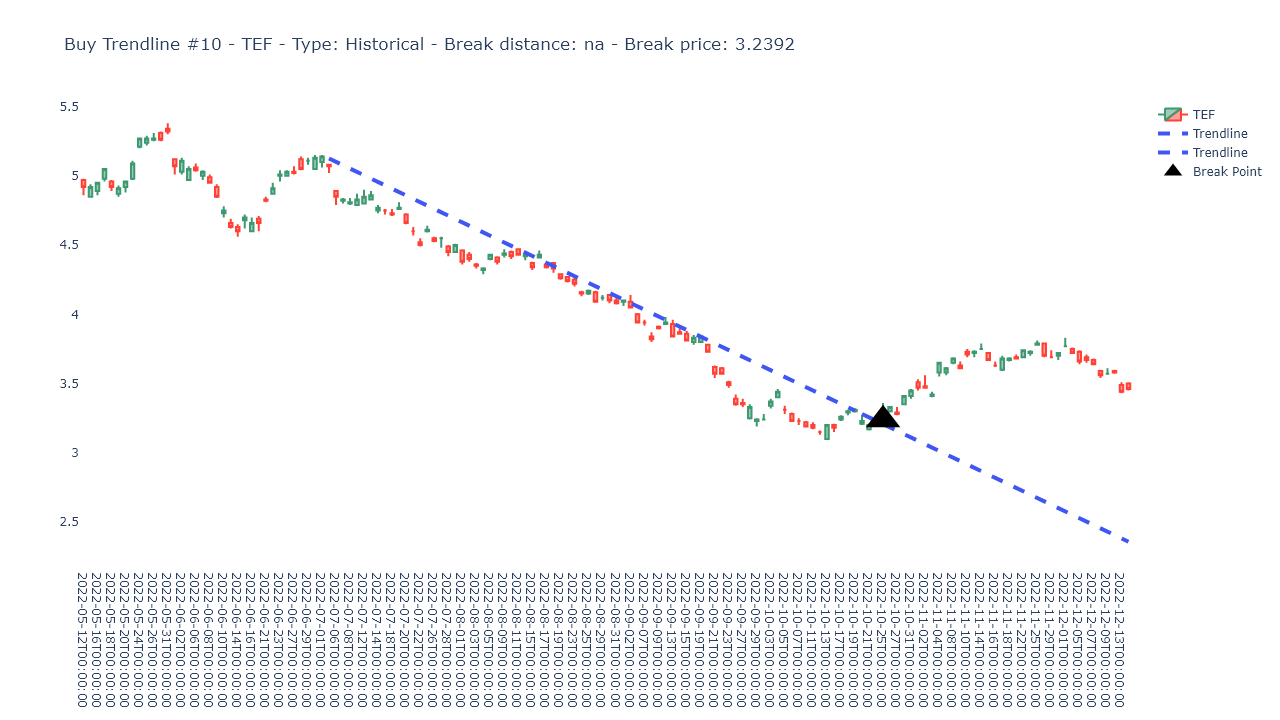 Buy Trendline #10 - TEF - Type: Historical - Break distance: na - Break price: 3.2392
5.5
5
4.5
4
3.5
3
2.5
TEF
Trendline
Trendline
Break Point
2022-05-12T00:00:00
2022-05-16T00:00:00
2022-05-18T00:00:00
2022-05-20T00:00:00
2022-05-24T00:00:00
2022-05-26T00:00:00
2022-05-31T00:00:00
2022-06-02T00:00:00
2022-06-06T00:00:00
2022-06-08T00:00:00
2022-06-10T00:00:00
2022-06-14T00:00:00
2022-06-16T00:00:00
2022-06-21T00:00:00
2022-06-23T00:00:00
2022-06-27T00:00:00
2022-06-29T00:00:00
2022-07-01T00:00:00
2022-07-06T00:00:00
2022-07-08T00:00:00
2022-07-12T00:00:00
2022-07-14T00:00:00
2022-07-18T00:00:00
2022-07-20T00:00:00
2022-07-22T00:00:00
2022-07-26T00:00:00
2022-07-28T00:00:00
2022-08-01T00:00:00
2022-08-03T00:00:00
2022-08-05T00:00:00
2022-08-09T00:00:00
2022-08-11T00:00:00
2022-08-15T00:00:00
2022-08-17T00:00:00
2022-08-19T00:00:00
2022-08-23T00:00:00
2022-08-25T00:00:00
2022-08-29T00:00:00
2022-08-31T00:00:00
2022-09-02T00:00:00
2022-09-07T00:00:00
2022-09-09T00:00:00
2022-09-13T00:00:00
2022-09-15T00:00:00
2022-09-19T00:00:00
2022-09-21T00:00:00
2022-09-23T00:00:00
2022-09-27T00:00:00
2022-09-29T00:00:00
2022-10-03T00:00:00
2022-10-05T00:00:00
2022-10-07T00:00:00
2022-10-11T00:00:00
2022-10-13T00:00:00
2022-10-17T00:00:00
2022-10-19T00:00:00
2022-10-21T00:00:00
2022-10-25T00:00:00
2022-10-27T00:00:00
2022-10-31T00:00:00
2022-11-02T00:00:00
2022-11-04T00:00:00
2022-11-08T00:00:00
2022-11-10T00:00:00
2022-11-14T00:00:00
2022-11-16T00:00:00
2022-11-18T00:00:00
2022-11-22T00:00:00
2022-11-25T00:00:00
2022-11-29T00:00:00
2022-12-01T00:00:00
2022-12-05T00:00:00
2022-12-07T00:00:00
2022-12-09T00:00:00
2022-12-13T00:00:00